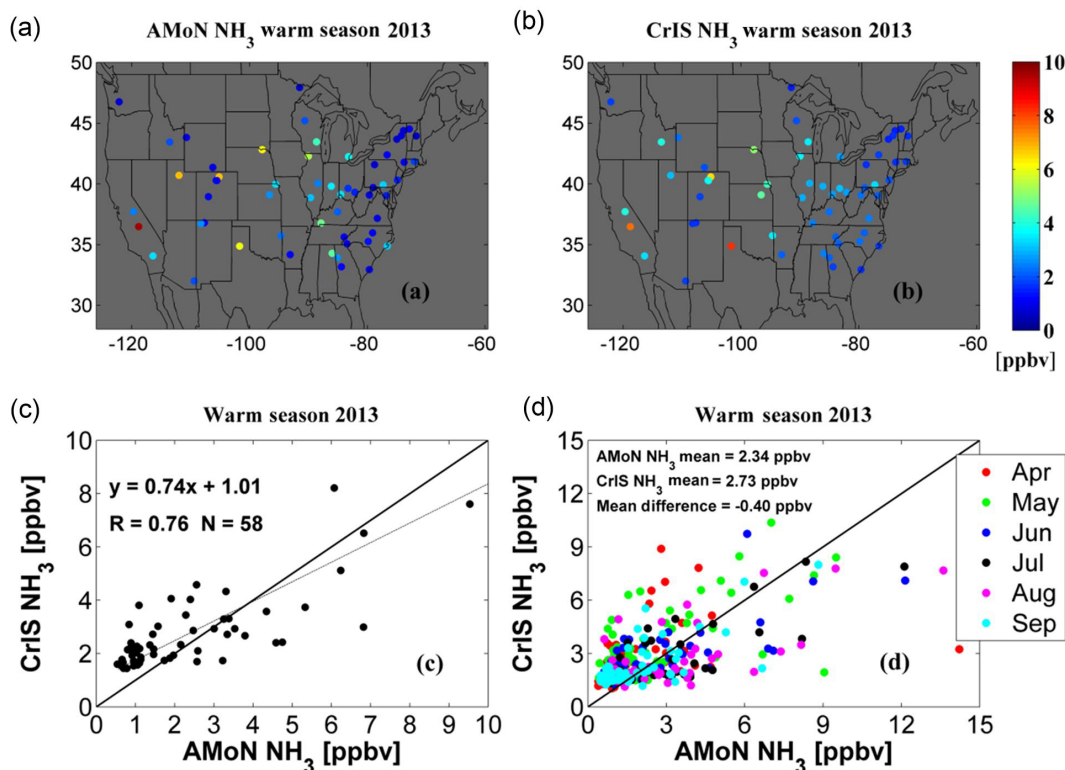 (a)
AMoN NH3 warm season 2013
50
45
40
35
30
-120
-100
-80
-60
(a)
(b)
CrIS NH3 warm season 2013
50
45
40
35
30
-120
-100
-80
-60
(b)
10
8
6
4
2
0
[ppbv]
(c)
Warm season 2013
CrIS NH3 [ppbv]
10
8
6
4
2
0
y = 0.74x + 1.01
R = 0.76 N = 58
(c)
0 1 2 3 4 5 6 7 8 9 10
AMoN NH3 [ppbv]
(d)
Warm season 2013
CrIS NH3 [ppbv]
15
12
9
6
3
0
AMoN NH3 mean = 2.34 ppbv
CrIS NH3 mean = 2.73 ppbv
Mean difference = -0.40 ppbv
(d)
0 3 6 9 12 15
AMoN NH3 [ppbv]
Apr
May
Jun
Jul
Aug
Sep